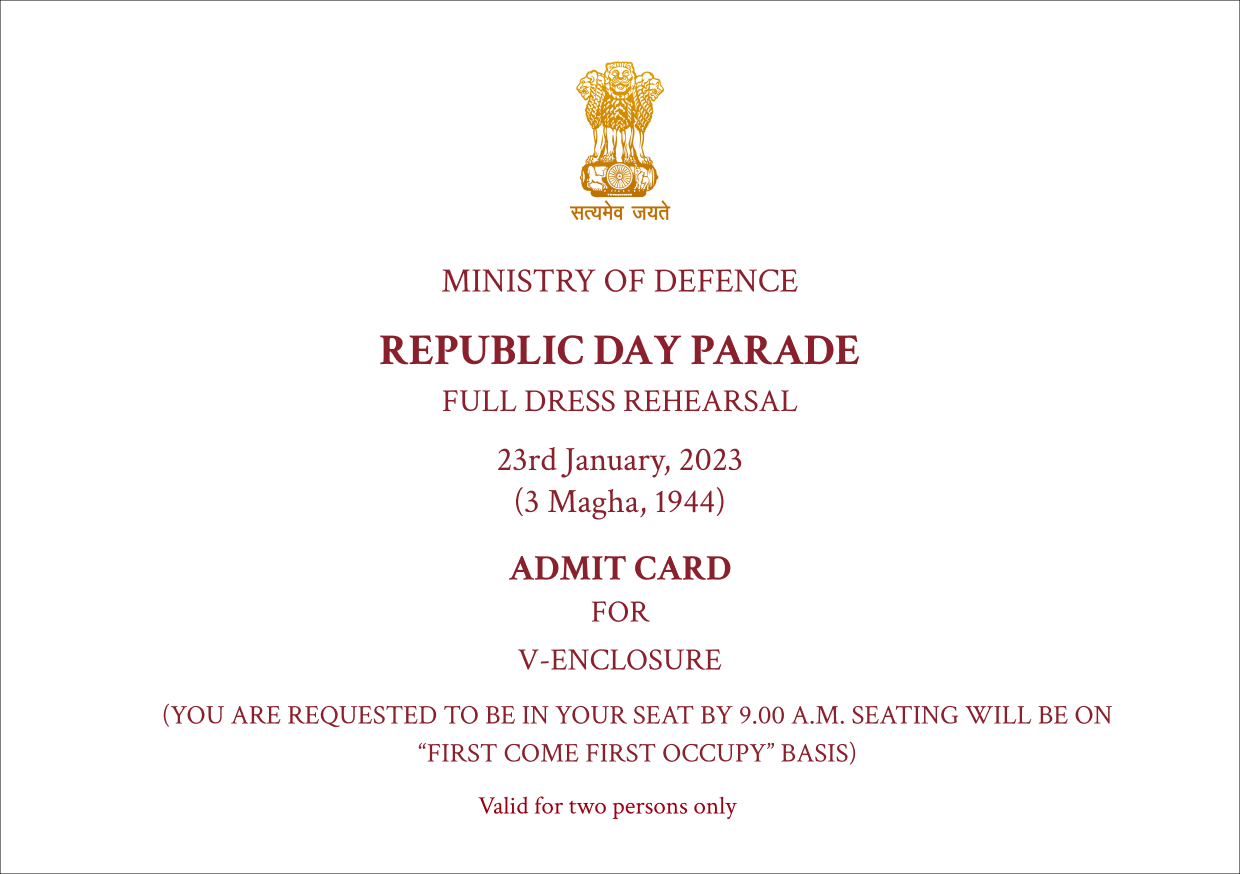 सत्यमेव जयते
MINISTRY OF DEFENCE
REPUBLIC DAY PARADE
FULL DRESS REHEARSAL
23rd January, 2023
(3 Magha, 1944)
ADMIT CARD
FOR
V-ENCLOSURE
(YOU ARE REQUESTED TO BE IN YOUR SEAT BY 9.00 A.M. SEATING WILL BE ON
“FIRST COME FIRST OCCUPY” BASIS)
Valid for two persons only